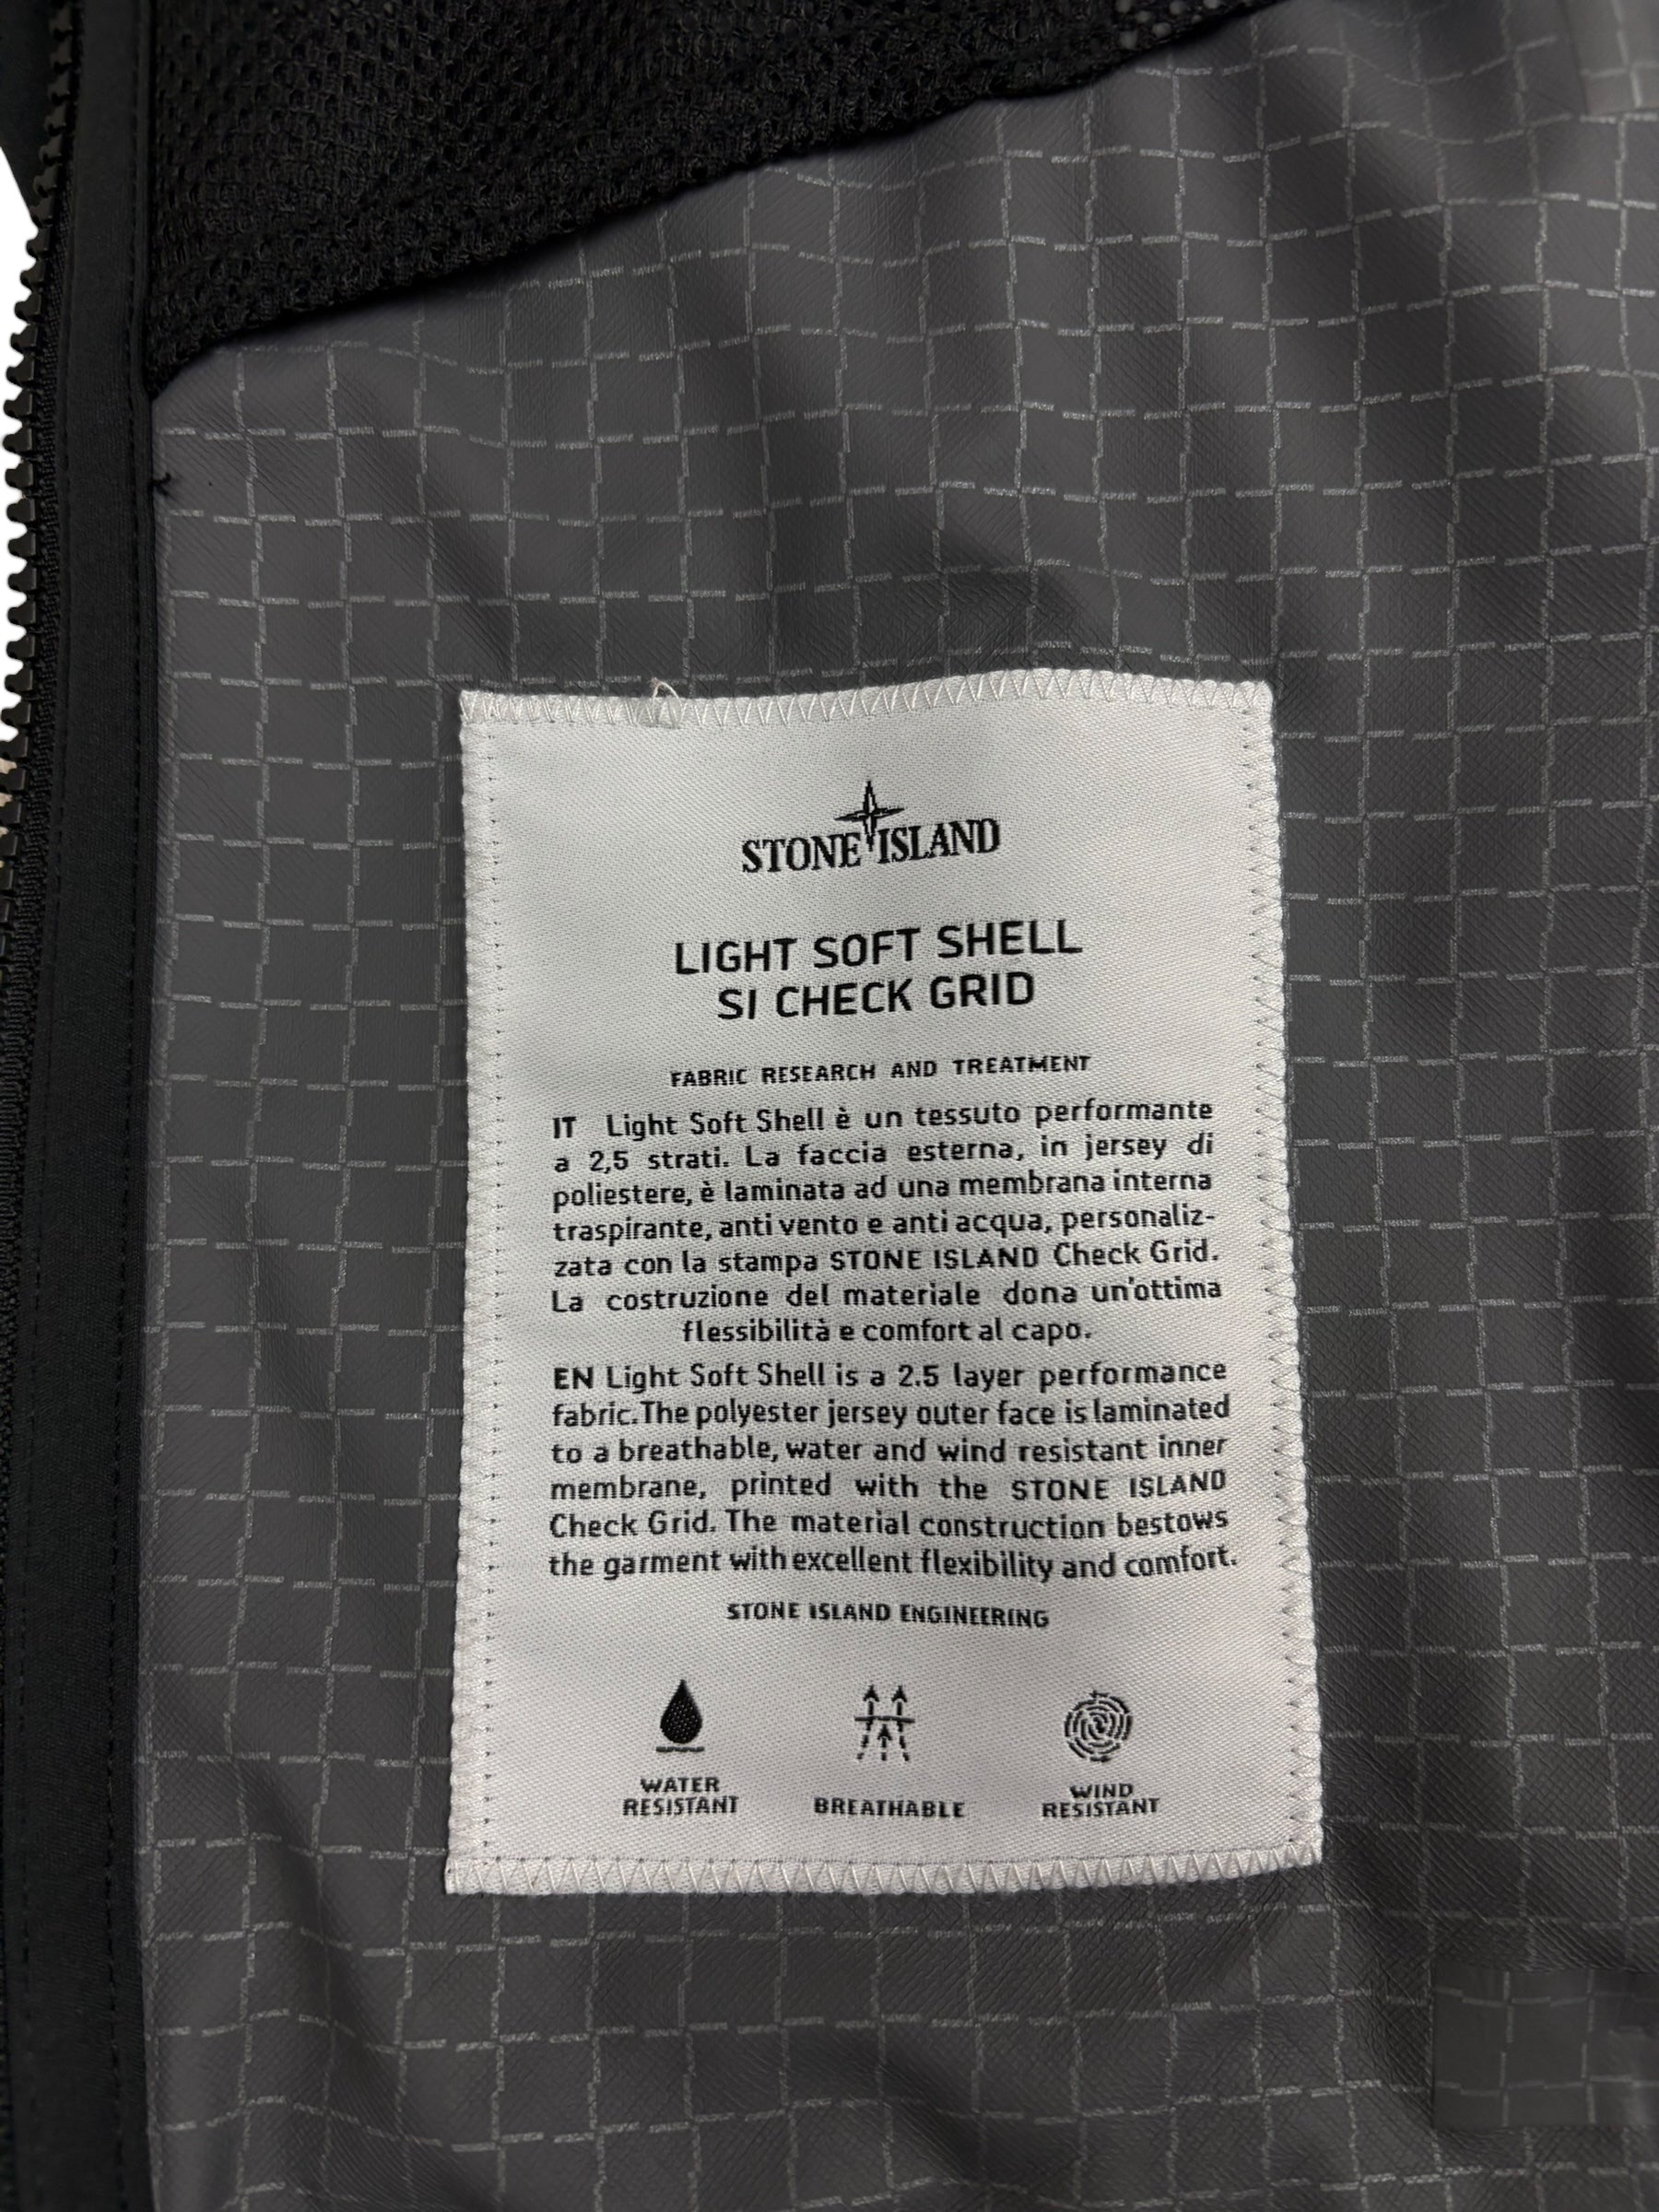 STONE ISLAND
LIGHT SOFT SHELL
SI CHECK GRID
FABRIC RESEARCH AND TREATMENT
IT Light Soft Shell è un tessuto performante
a 2,5 strati. La faccia esterna, in jersey di
poliestere, è laminata ad una membrana interna
traspirante, anti vento e anti acqua, personaliz-
zata con la stampa STONE ISLAND Check Grid.
La costruzione del materiale dona un'ottima
flessibilità e comfort al capo.
EN Light Soft Shell is a 2.5 layer performance
fabric.The polyester jersey outer face is laminated
to a breathable, water and wind resistant inner
membrane, printed with the STONE ISLAND
Check Grid. The material construction bestows
the garment with excellent flexibility and comfort.
STONE ISLAND ENGINEERING
WATER
RESISTANT
BREATHABLE
WIND
RESISTANT